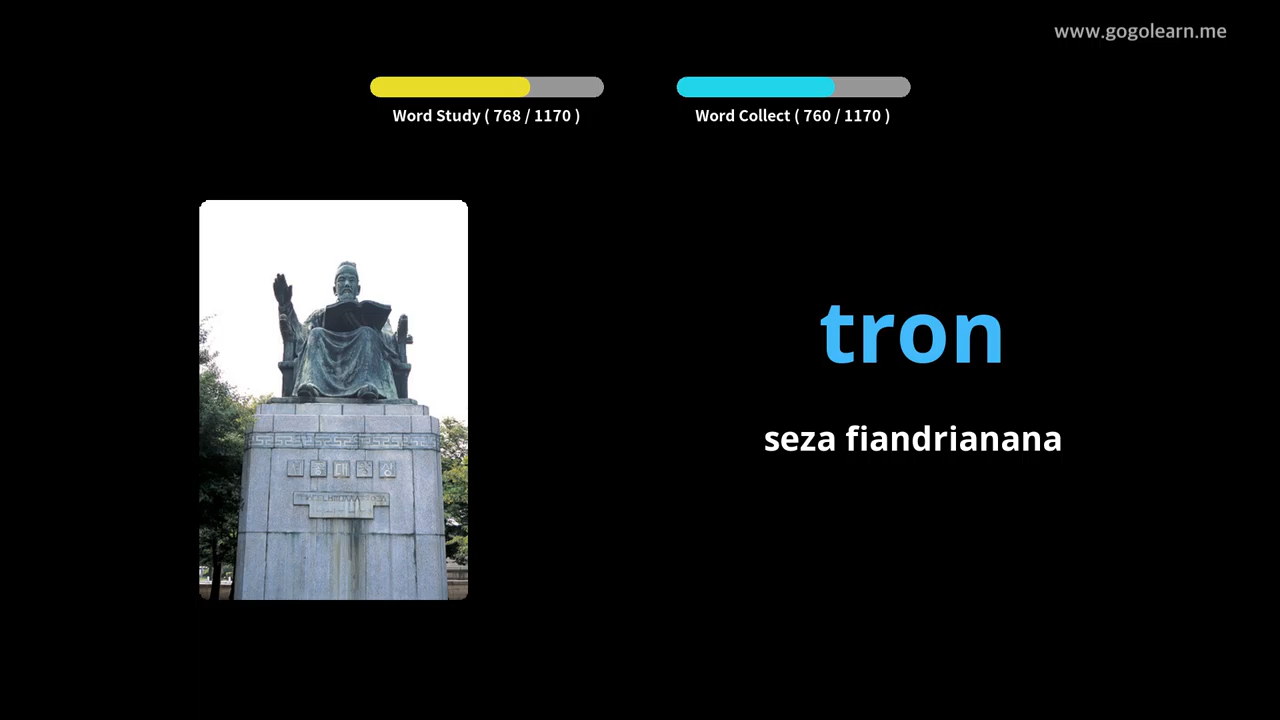 www.gogolearn.me
Word Study ( 768 / 1170 )
Word Collect ( 760 / 1170 )
tron
seza fiandrianana